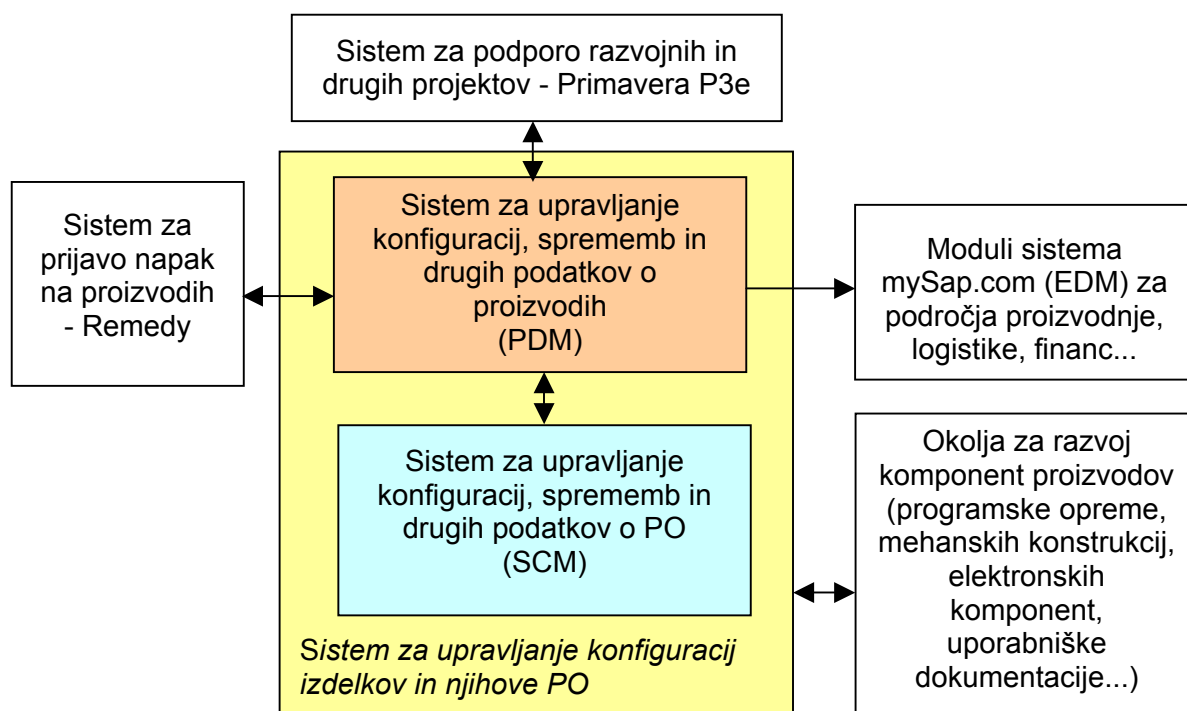 Sistem za podporo razvojnih in
drugih projektov - Primavera P3e
Sistem za
prijavo napak
na proizvodih
- Remedy
Sistem za upravljanje
konfiguracij, sprememb in
drugih podatkov o
proizvodih
(PDM)
Moduli sistema
mySap.com (EDM) za
področja proizvodnje,
logistike, financ...
Sistem za upravljanje
konfiguracij, sprememb in
drugih podatkov o PO
(SCM)
Okolja za razvoj
komponent proizvodov
(programske opreme,
mehanskih konstrukcij,
elektronskih
komponent,
uporabniške
dokumentacije...)
Sistem za upravljanje konfiguracij
izdelkov in njihove PO